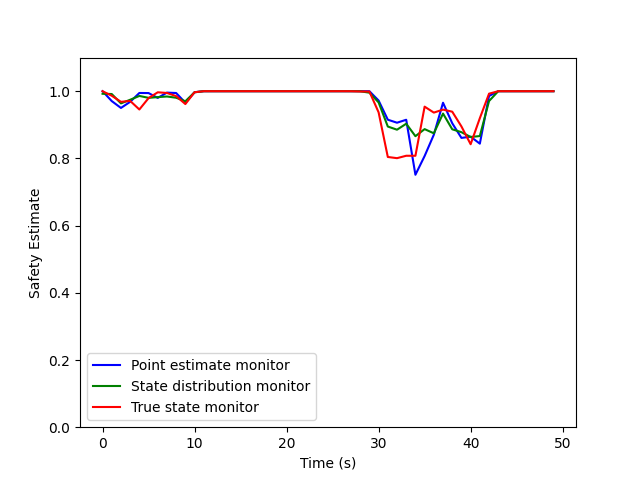 1.0
0.8
0.6
0.4
0.2
0.0
Safety Estimate
Point estimate monitor
State distribution monitor
True state monitor
0 10 20 30 40 50
Time (s)